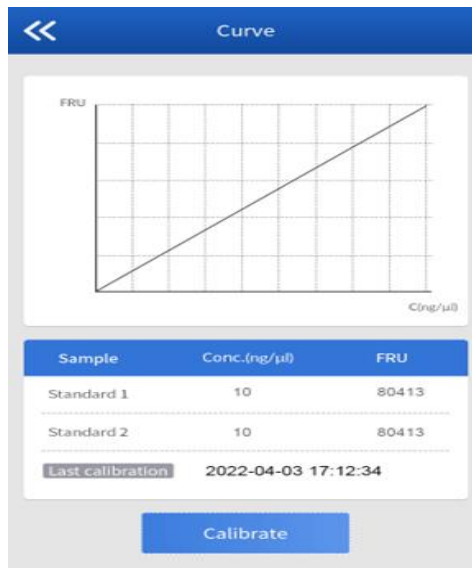 Curve
FRU
C(ng/μl)
Sample Conc.(ng/μl) FRU
Standard 1 10 80413
Standard 2 10 80413
Last calibration 2022-04-03 17:12:34
Calibrate